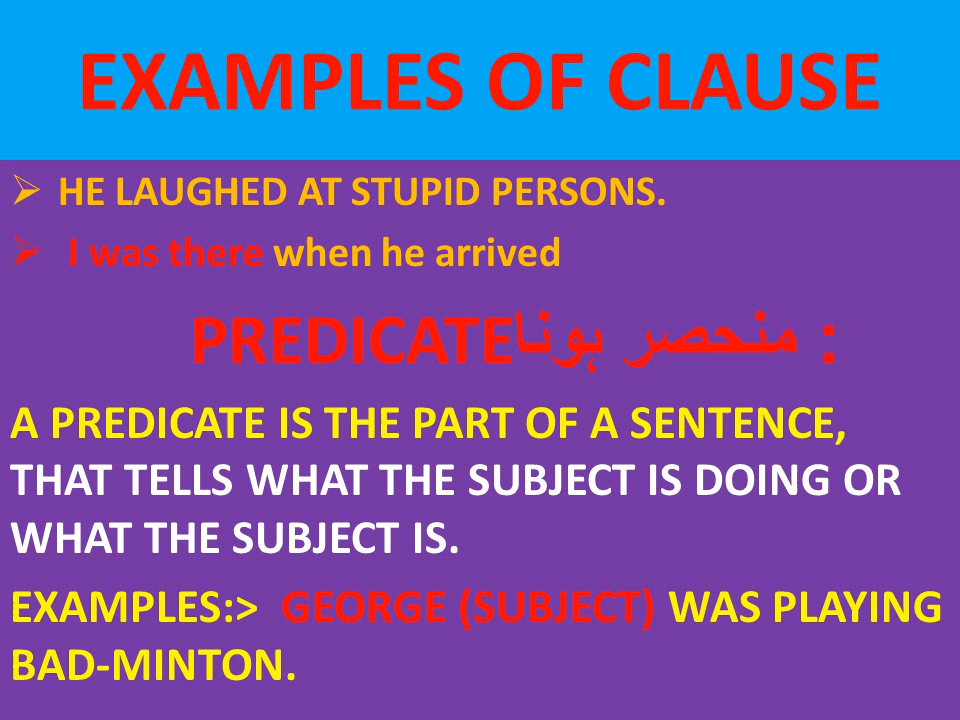 EXAMPLES OF CLAUSE
➢ HE LAUGHED AT STUPID PERSONS.
➢ I was there when he arrived
PREDICATE منحصر ہونا :
A PREDICATE IS THE PART OF A SENTENCE,
THAT TELLS WHAT THE SUBJECT IS DOING OR
WHAT THE SUBJECT IS.
EXAMPLES:> GEORGE (SUBJECT) WAS PLAYING
BAD-MINTON.